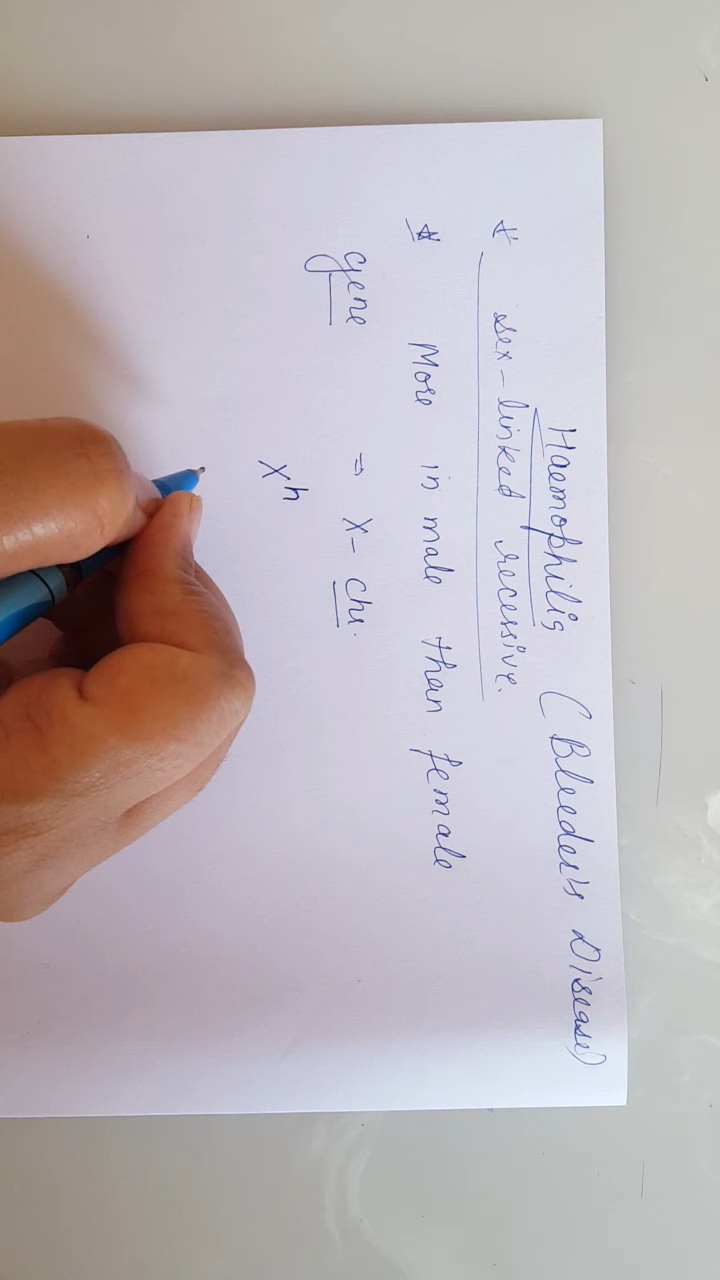 Haemophilia (Bleeder's Disease)
* sex-linked recessive.
* More in male than female
gene ⇒ X-chr.
Xʰ